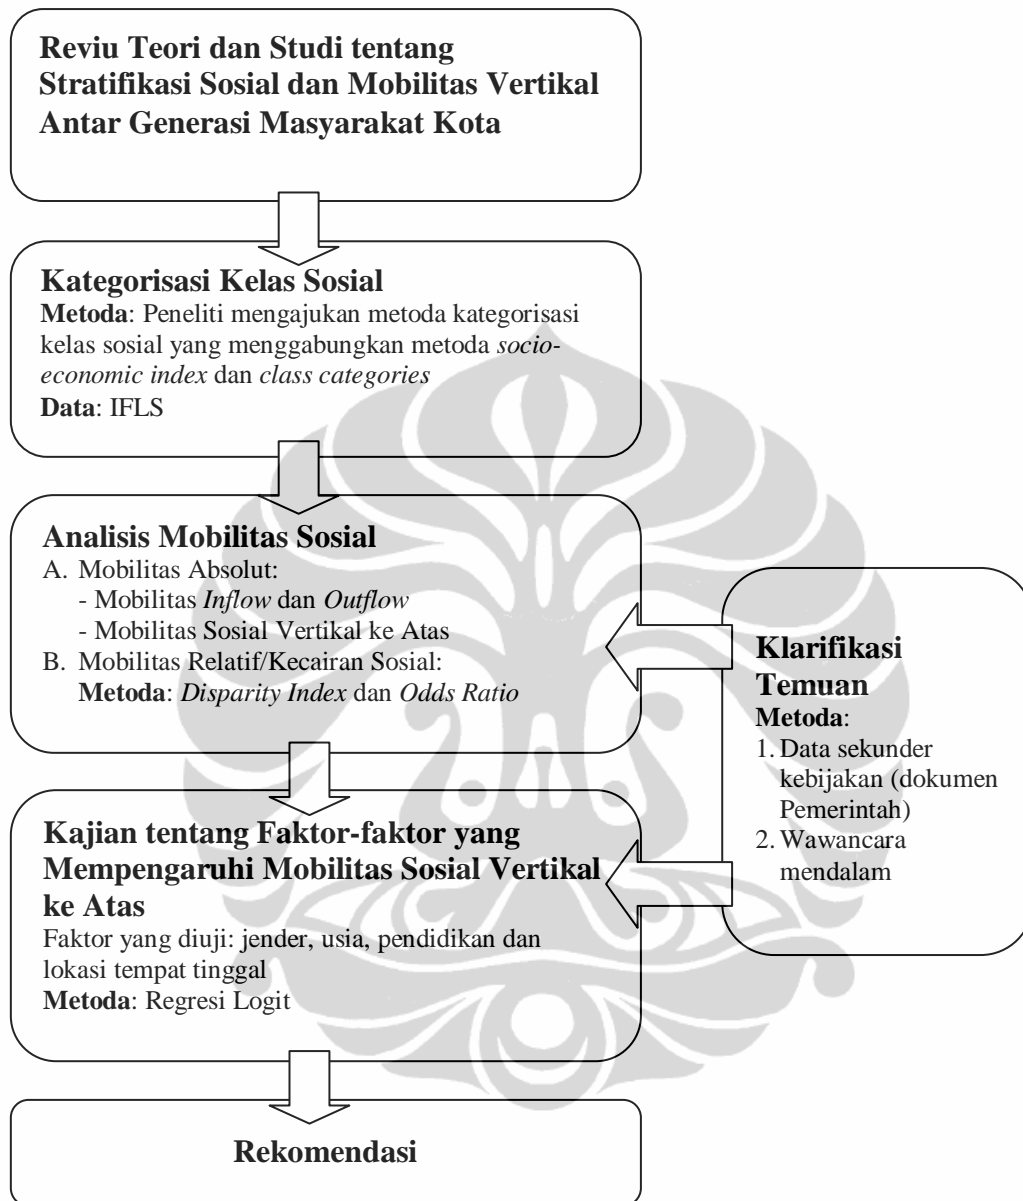 Reviu Teori dan Studi tentang
Stratifikasi Sosial dan Mobilitas Vertikal
Antar Generasi Masyarakat Kota
Kategorisasi Kelas Sosial
Metoda: Peneliti mengajukan metoda kategorisasi
kelas sosial yang menggabungkan metoda socio-
economic index dan class categories
Data: IFLS
Analisis Mobilitas Sosial
A. Mobilitas Absolut:
- Mobilitas Inflow dan Outflow
- Mobilitas Sosial Vertikal ke Atas
B. Mobilitas Relatif/Kecairan Sosial:
Metoda: Disparity Index dan Odds Ratio
Klarifikasi
Temuan
Metoda:
1. Data sekunder
kebijakan (dokumen
Pemerintah)
2. Wawancara
mendalam
Kajian tentang Faktor-faktor yang
Mempengaruhi Mobilitas Sosial Vertikal
ke Atas
Faktor yang diuji: jender, usia, pendidikan dan
lokasi tempat tinggal
Metoda: Regresi Logit
Rekomendasi